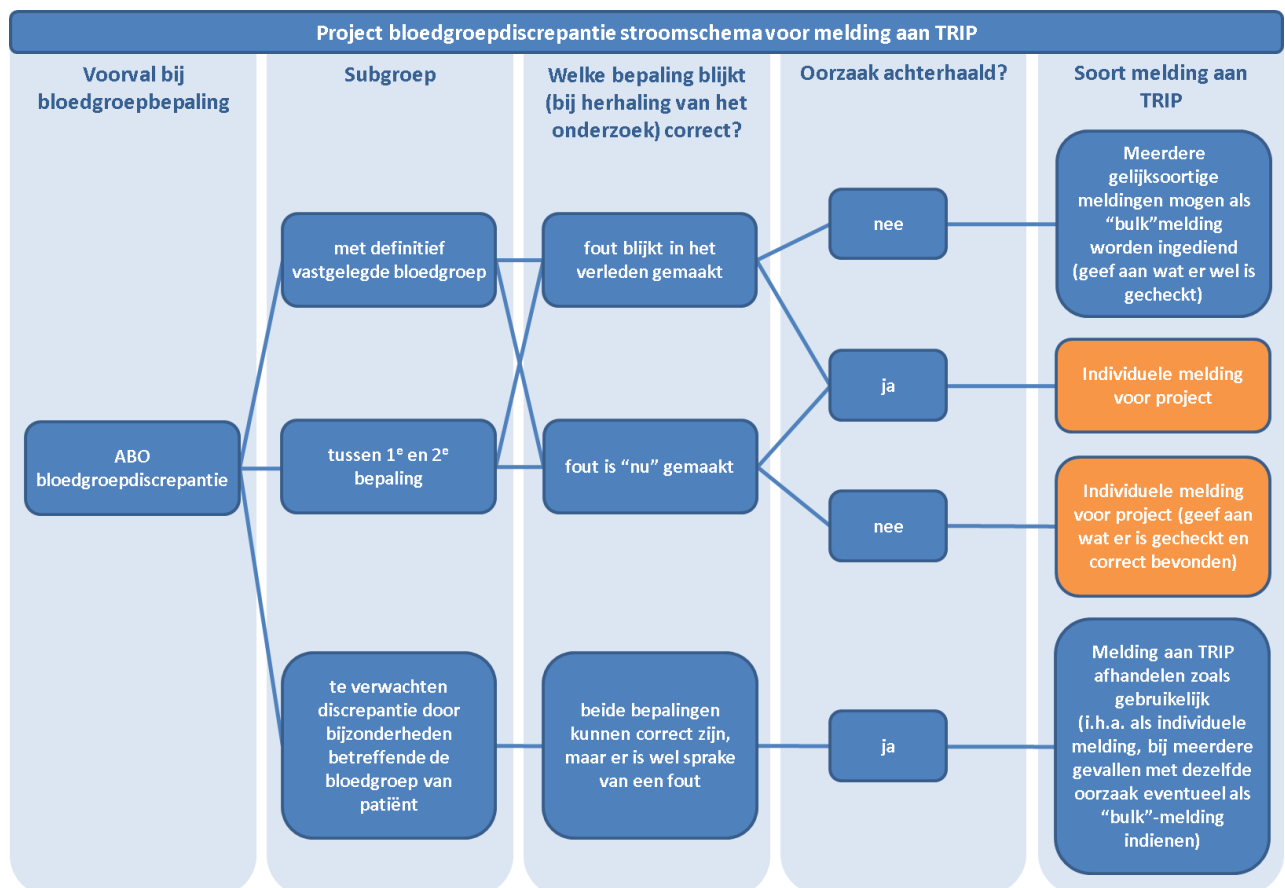 Project bloedgroepdiscrepantie stroomschema voor melding aan TRIP
Voorval bij
bloedgroepbepaling
Subgroep
Welke bepaling blijkt
(bij herhaling van het
onderzoek) correct?
Oorzaak achterhaald?
Soort melding aan
TRIP
ABO
bloedgroepdiscrepantie
met definitief
vastgelegde bloedgroep
tussen 1e en 2e
bepaling
te verwachten
discrepantie door
bijzonderheden
betreffende de
bloedgroep van
patiënt
fout blijkt in het
verleden gemaakt
fout is “nu” gemaakt
beide bepalingen
kunnen correct zijn,
maar er is wel sprake
van een fout
nee
ja
nee
ja
Meerdere
gelijksoortige
meldingen mogen als
“bulk”melding
worden ingediend
(geef aan wat er wel is
gecheckt)
Individuele melding
voor project
Individuele melding
voor project (geef aan
wat er is gecheckt en
correct bevonden)
Melding aan TRIP
afhandelen zoals
gebruikelijk
(i.h.a. als individuele
melding, bij meerdere
gevallen met dezelfde
oorzaak eventueel als
“bulk”-melding
indienen)